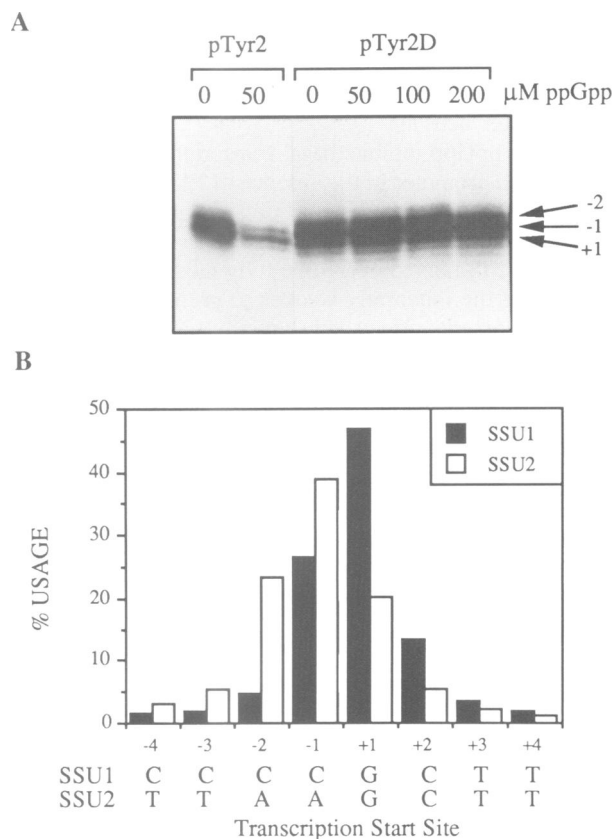 A
pTyr2 pTyr2D
0 50 0 50 100 200 μM ppGpp
-2
-1
+1
B
50
40
30
20
10
0
% USAGE
SSU1
SSU2
-4 -3 -2 -1 +1 +2 +3 +4
SSU1 C C C C G C T T
SSU2 T T A A G C T T
Transcription Start Site